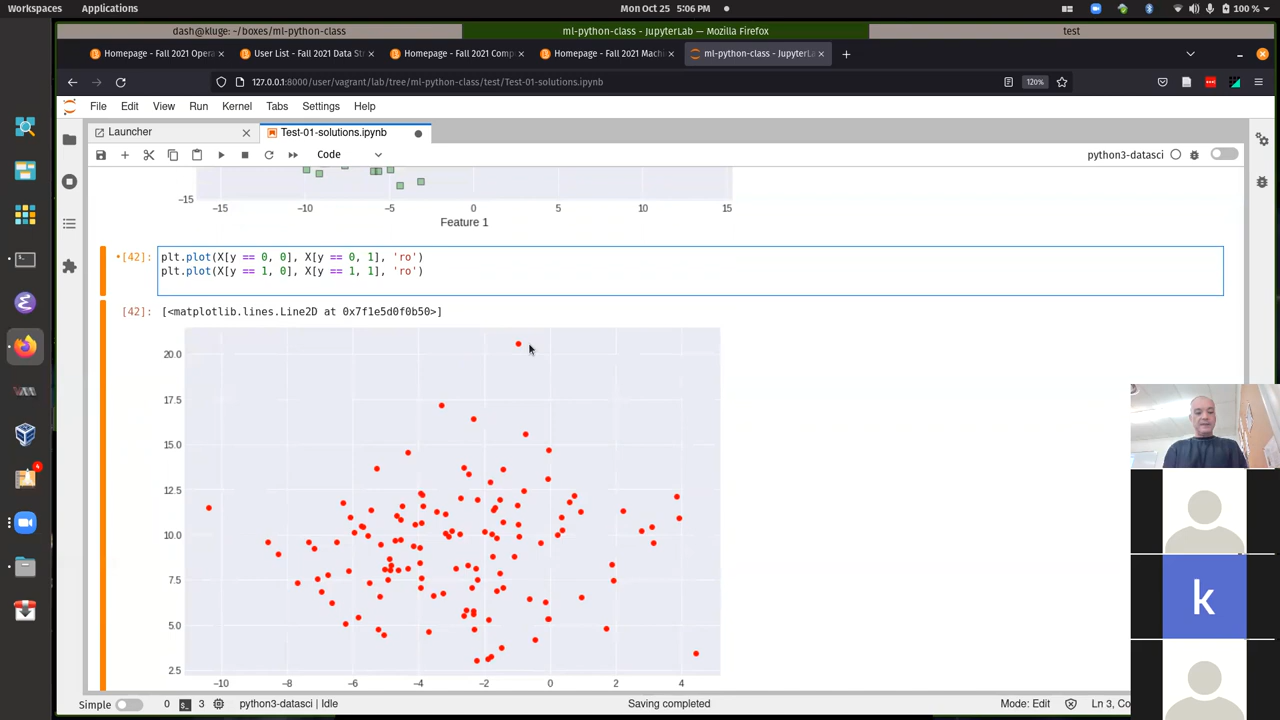 Workspaces Applications Mon Oct 25 5:06 PM 100 %
dash@kluge: ~/boxes/ml-python-class ml-python-class - JupyterLab — Mozilla Firefox test
Homepage - Fall 2021 Opera User List - Fall 2021 Data St Homepage - Fall 2021 Comp Homepage - Fall 2021 Machi ml-python-class - JupyterLab
127.0.0.1:8000/user/vagrant/lab/tree/ml-python-class/test/Test-01-solutions.ipynb 120%
File Edit View Run Kernel Tabs Settings Help
Launcher Test-01-solutions.ipynb
Code python3-datasci
−15
−15 −10 −5 0 5 10 15
Feature 1
[42]: plt.plot(X[y == 0, 0], X[y == 0, 1], 'ro')
plt.plot(X[y == 1, 0], X[y == 1, 1], 'ro')
[42]: [<matplotlib.lines.Line2D at 0x7f1e5d0f0b50>]
20.0
17.5
15.0
12.5
10.0
7.5
5.0
2.5
−10 −8 −6 −4 −2 0 2 4
k
4
Simple 0 3 python3-datasci | Idle Saving completed Mode: Edit Ln 3, Co